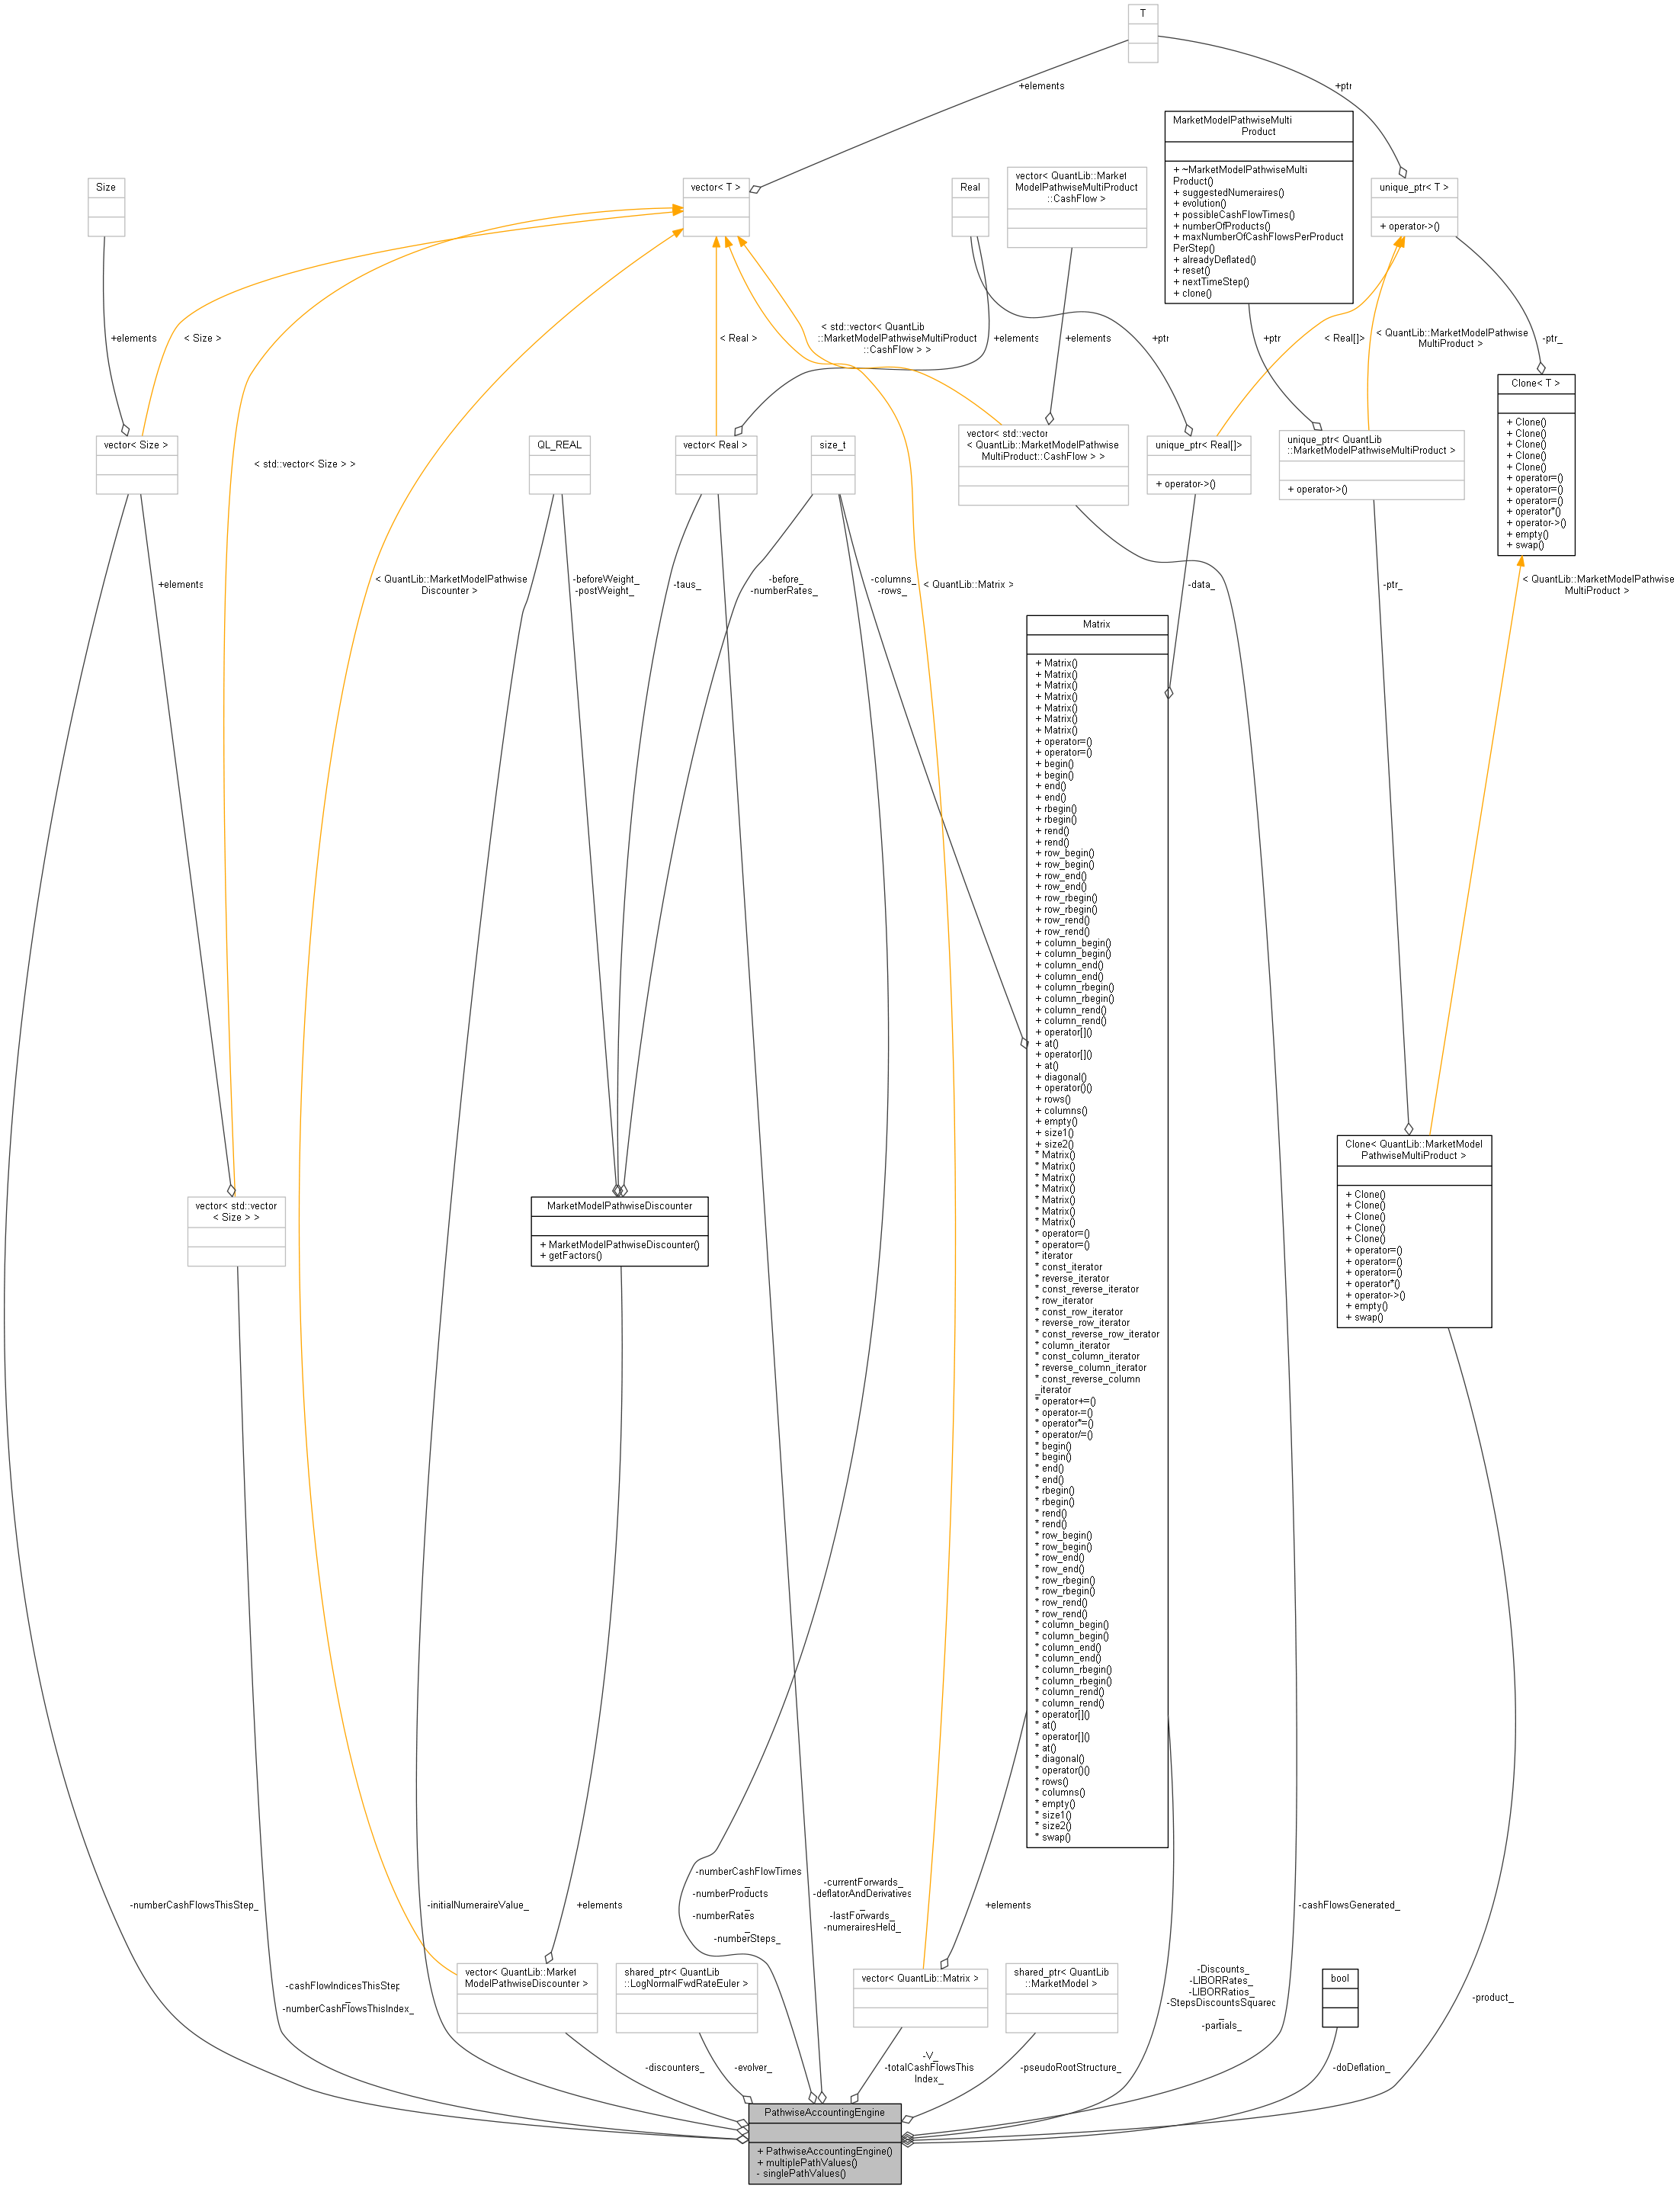 T
+elements
+ptr
MarketModelPathwiseMulti
Product
+ ~MarketModelPathwiseMulti
Product()
+ suggestedNumeraires()
+ evolution()
+ possibleCashFlowTimes()
+ numberOfProducts()
+ maxNumberOfCashFlowsPerProduct
PerStep()
+ alreadyDeflated()
+ reset()
+ nextTimeStep()
+ clone()
Size
vector< T >
Real
vector< QuantLib::Market
ModelPathwiseMultiProduct
::CashFlow >
unique_ptr< T >
+ operator->()
+elements
< Size >
< Real >
< std::vector< QuantLib
::MarketModelPathwiseMultiProduct
::CashFlow > >
+elements
+elements
+ptr
+ptr
< Real[]>
< QuantLib::MarketModelPathwise
MultiProduct >
-ptr_
Clone< T >
+ Clone()
+ Clone()
+ Clone()
+ Clone()
+ Clone()
+ operator=()
+ operator=()
+ operator=()
+ operator*()
+ operator->()
+ empty()
+ swap()
vector< Size >
QL_REAL
vector< Real >
size_t
vector< std::vector
< QuantLib::MarketModelPathwise
MultiProduct::CashFlow > >
unique_ptr< Real[]>
+ operator->()
unique_ptr< QuantLib
::MarketModelPathwiseMultiProduct >
+ operator->()
< std::vector< Size > >
+elements
< QuantLib::MarketModelPathwise
Discounter >
-beforeWeight_
-postWeight_
-taus_
-before_
-numberRates_
-columns_
-rows_
< QuantLib::Matrix >
-data_
-ptr_
< QuantLib::MarketModelPathwise
MultiProduct >
Matrix
+ Matrix()
+ Matrix()
+ Matrix()
+ Matrix()
+ Matrix()
+ Matrix()
+ Matrix()
+ operator=()
+ operator=()
+ begin()
+ begin()
+ end()
+ end()
+ rbegin()
+ rbegin()
+ rend()
+ rend()
+ row_begin()
+ row_begin()
+ row_end()
+ row_end()
+ row_rbegin()
+ row_rbegin()
+ row_rend()
+ row_rend()
+ column_begin()
+ column_begin()
+ column_end()
+ column_end()
+ column_rbegin()
+ column_rbegin()
+ column_rend()
+ column_rend()
+ operator[]()
+ at()
+ operator[]()
+ at()
+ diagonal()
+ operator()()
+ rows()
+ columns()
+ empty()
+ size1()
+ size2()
* Matrix()
* Matrix()
* Matrix()
* Matrix()
* Matrix()
* Matrix()
* Matrix()
* operator=()
* operator=()
* iterator
* const_iterator
* reverse_iterator
* const_reverse_iterator
* row_iterator
* const_row_iterator
* reverse_row_iterator
* const_reverse_row_iterator
* column_iterator
* const_column_iterator
* reverse_column_iterator
* const_reverse_column
_iterator
* operator+=()
* operator-=()
* operator*=()
* operator/=()
* begin()
* begin()
* end()
* end()
* rbegin()
* rbegin()
* rend()
* rend()
* row_begin()
* row_begin()
* row_end()
* row_end()
* row_rbegin()
* row_rbegin()
* row_rend()
* row_rend()
* column_begin()
* column_begin()
* column_end()
* column_end()
* column_rbegin()
* column_rbegin()
* column_rend()
* column_rend()
* operator[]()
* at()
* operator[]()
* at()
* diagonal()
* operator()()
* rows()
* columns()
* empty()
* size1()
* size2()
* swap()
Clone< QuantLib::MarketModel
PathwiseMultiProduct >
+ Clone()
+ Clone()
+ Clone()
+ Clone()
+ Clone()
+ operator=()
+ operator=()
+ operator=()
+ operator*()
+ operator->()
+ empty()
+ swap()
vector< std::vector
< Size > >
MarketModelPathwiseDiscounter
+ MarketModelPathwiseDiscounter()
+ getFactors()
-numberCashFlowsThisStep_
-cashFlowIndicesThisStep
_
-numberCashFlowsThisIndex_
-initialNumeraireValue_
+elements
-numberCashFlowTimes
_
-numberProducts
_
-numberRates
_
-numberSteps_
-currentForwards_
-deflatorAndDerivatives
_
-lastForwards_
-numerairesHeld_
+elements
-cashFlowsGenerated_
-Discounts_
-LIBORRates_
-LIBORRatios_
-StepsDiscountsSquared
_
-partials_
-product_
vector< QuantLib::Market
ModelPathwiseDiscounter >
shared_ptr< QuantLib
::LogNormalFwdRateEuler >
vector< QuantLib::Matrix >
shared_ptr< QuantLib
::MarketModel >
bool
-discounters_
-evolver_
-V_
-totalCashFlowsThis
Index_
-pseudoRootStructure_
-doDeflation_
PathwiseAccountingEngine
+ PathwiseAccountingEngine()
+ multiplePathValues()
- singlePathValues()